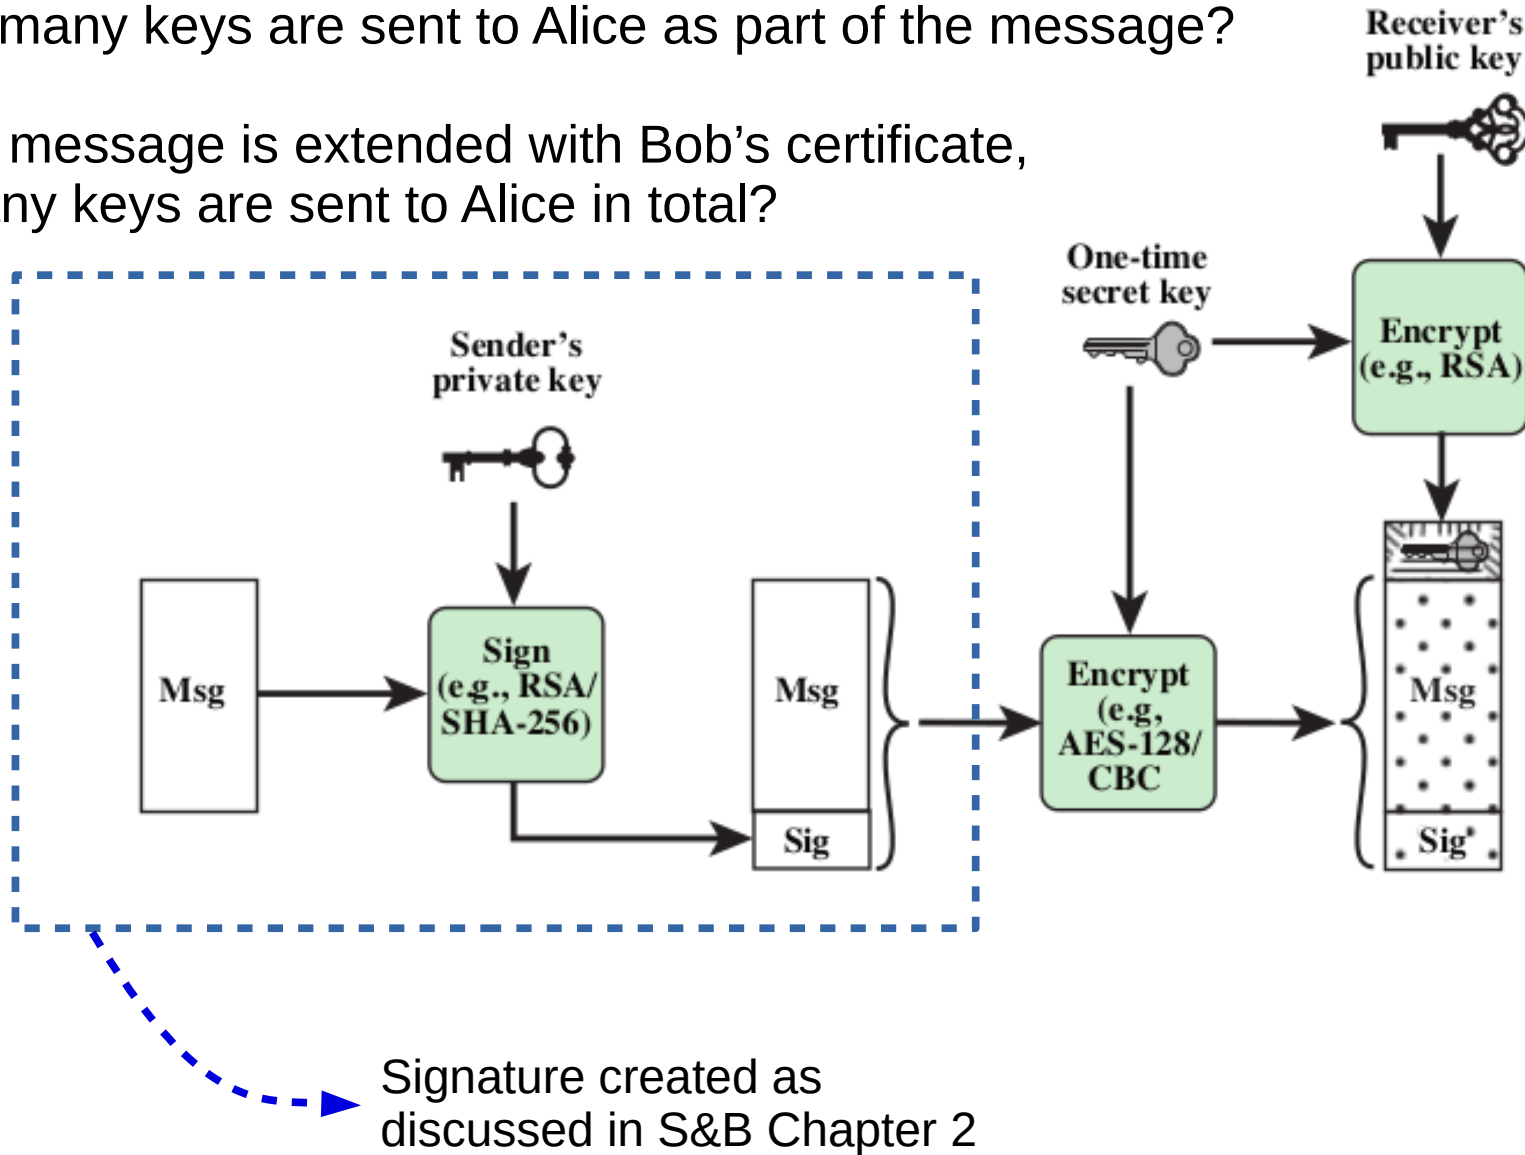 many keys are sent to Alice as part of the message?
message is extended with Bob's certificate,
ny keys are sent to Alice in total?
Receiver's
public key
One-time
secret key
Encrypt
(e.g., RSA)
Sender's
private key
Msg
Sign
(e.g., RSA/
SHA-256)
Msg
Sig
Encrypt
(e.g,
AES-128/
CBC
Msg
Sig
Signature created as
discussed in S&B Chapter 2